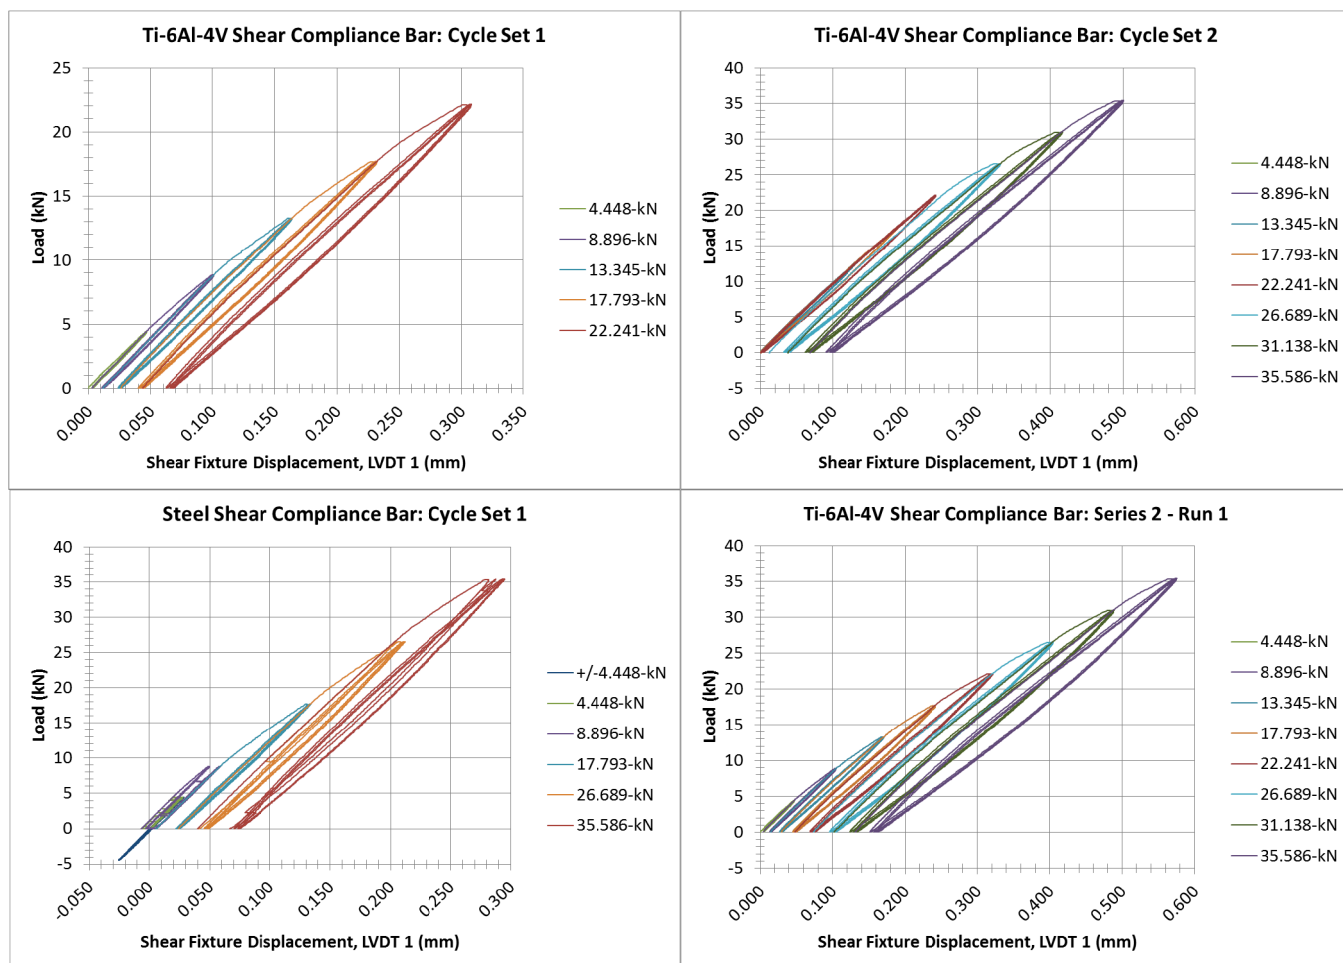 Ti-6Al-4V Shear Compliance Bar: Cycle Set 1
25
20
15
10
5
0
Load (kN)
0.000
0.050
0.100
0.150
0.200
0.250
0.300
0.350
Shear Fixture Displacement, LVDT 1 (mm)
4.448-kN
8.896-kN
13.345-kN
17.793-kN
22.241-kN
Ti-6Al-4V Shear Compliance Bar: Cycle Set 2
40
35
30
25
20
15
10
5
0
-5
Load (kN)
0.000
0.100
0.200
0.300
0.400
0.500
0.600
Shear Fixture Displacement, LVDT 1 (mm)
4.448-kN
8.896-kN
13.345-kN
17.793-kN
22.241-kN
26.689-kN
31.138-kN
35.586-kN
Steel Shear Compliance Bar: Cycle Set 1
40
35
30
25
20
15
10
5
0
-5
Load (kN)
-0.050
0.000
0.050
0.100
0.150
0.200
0.250
0.300
Shear Fixture Displacement, LVDT 1 (mm)
+/-4.448-kN
4.448-kN
8.896-kN
17.793-kN
26.689-kN
35.586-kN
Ti-6Al-4V Shear Compliance Bar: Series 2 - Run 1
40
35
30
25
20
15
10
5
0
-5
Load (kN)
0.000
0.100
0.200
0.300
0.400
0.500
0.600
Shear Fixture Displacement, LVDT 1 (mm)
4.448-kN
8.896-kN
13.345-kN
17.793-kN
22.241-kN
26.689-kN
31.138-kN
35.586-kN